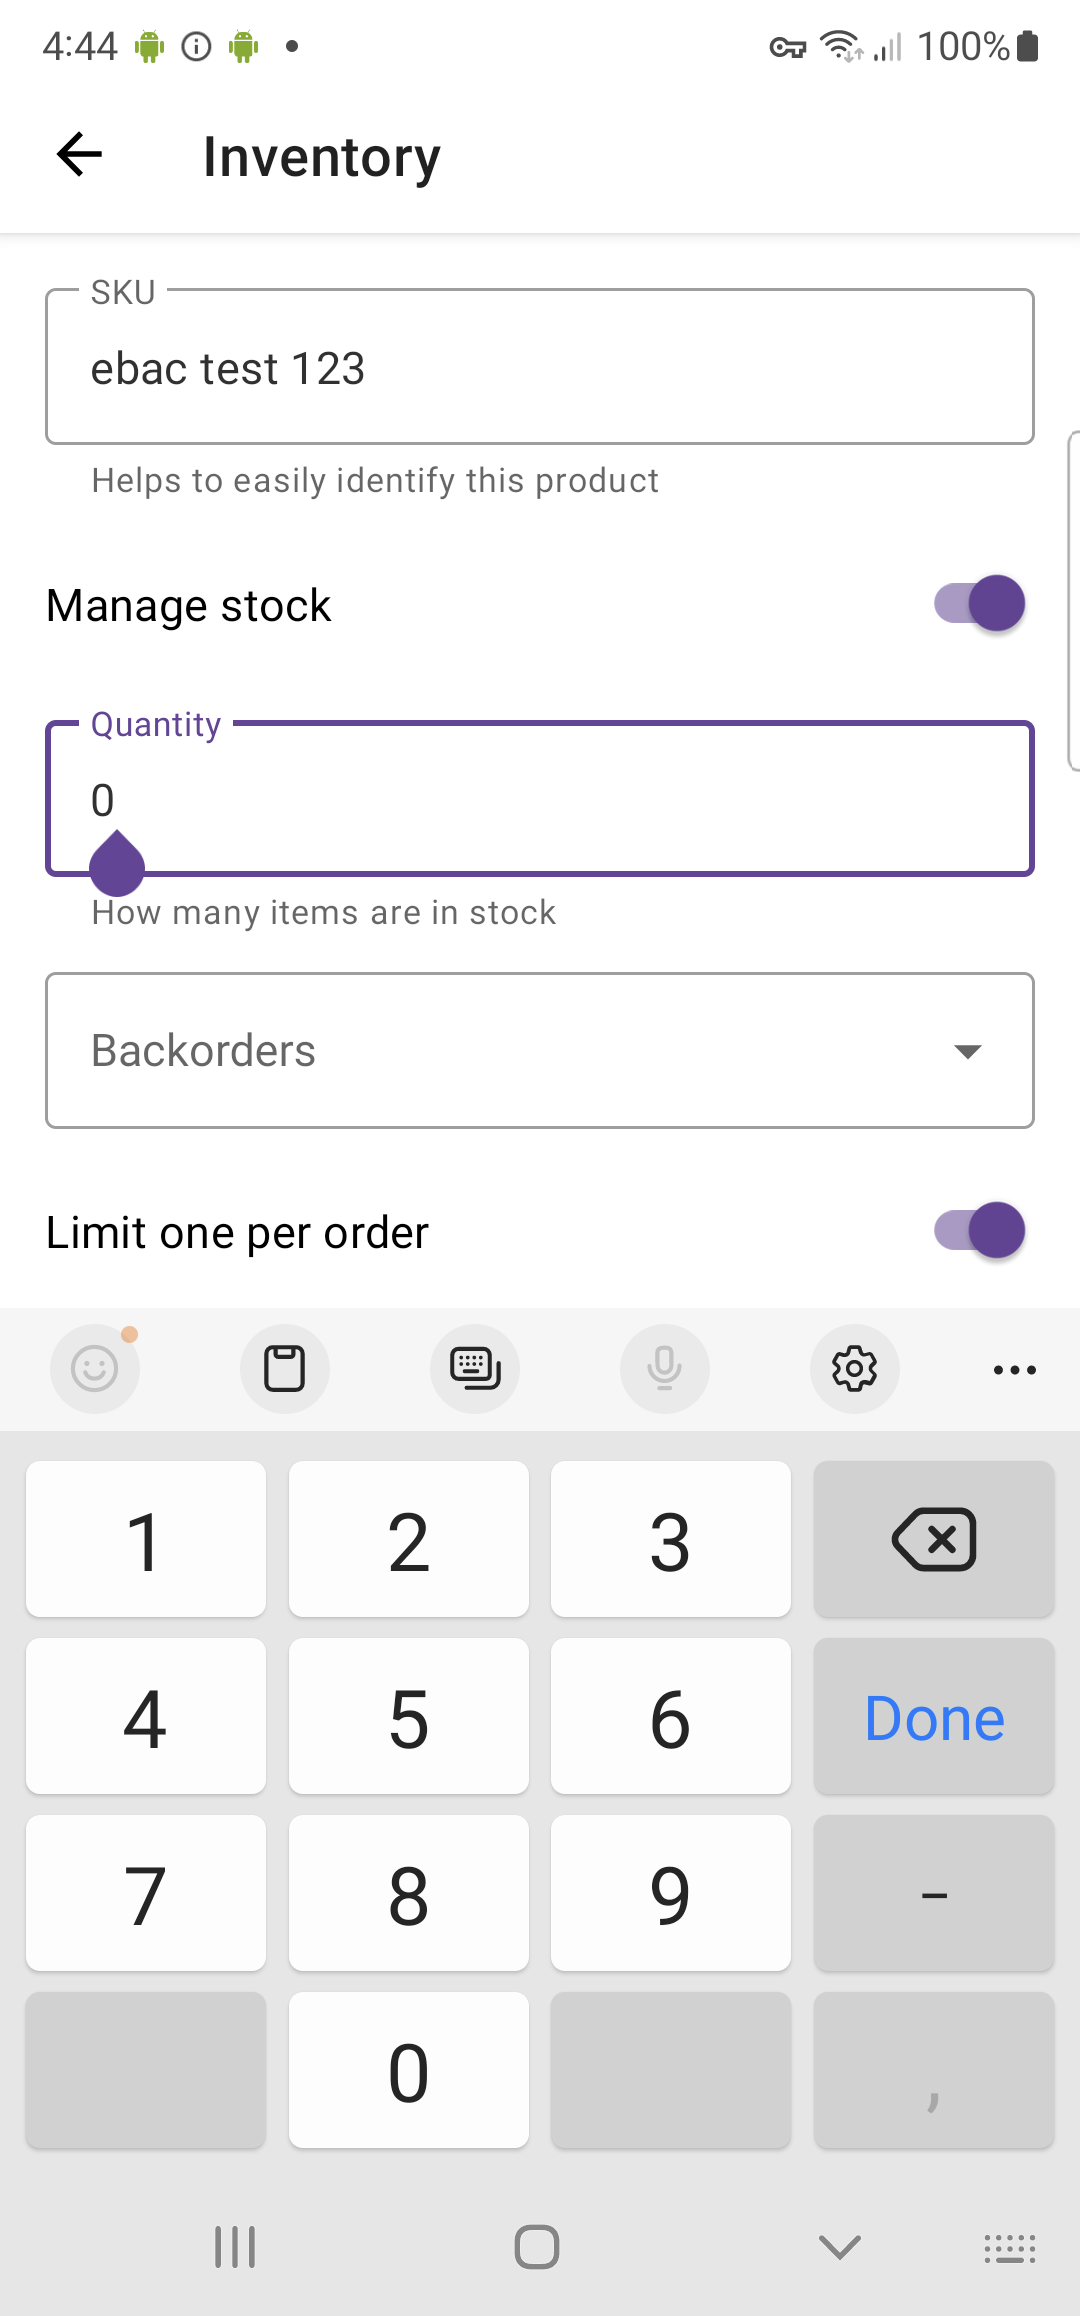 4:44 100%
Inventory
SKU
ebac test 123
Helps to easily identify this product
Manage stock
Quantity
0
How many items are in stock
Backorders
Limit one per order
1 2 3
4 5 6 Done
7 8 9 -
0 ,